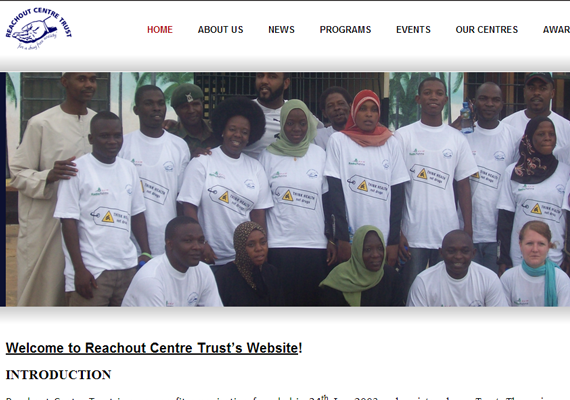 REACHOUT CENTRE TRUST
HOME ABOUT US NEWS PROGRAMS EVENTS OUR CENTRES AWAR
THINK HEALTH
not drugs
THINK HEALTH
not drugs
THINK HEALTH
not drugs
THINK HEALTH
not drugs
THINK HEALTH
not drugs
Welcome to Reachout Centre Trust's Website!
INTRODUCTION